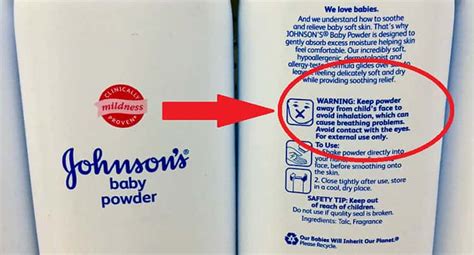 CLINICALLY
mildness
PROVEN
Johnson's
baby
powder
We love babies.
And we understand how to soothe
and relieve baby soft skin. That's why
JOHNSON'S® Baby Powder is designed to
gently absorb excess moisture helping skin
feel comfortable. Our incredibly soft,
hypoallergenic, dermatologist and
allergy-tested formula glides over skin to
leave it feeling delicately soft and dry
while providing soothing relief.
WARNING: Keep powder
away from child's face to
avoid inhalation, which can
cause breathing problems.
Avoid contact with the eyes.
For external use only.
To Use:
1. Shake powder directly into
your hand, away from the
face, before smoothing onto
the skin.
2. Close tightly after use, store
in a cool, dry place.
SAFETY TIP: Keep out
of reach of children.
Do not use if quality seal is broken.
Ingredients: Talc, Fragrance
Our Babies Will Inherit Our Planet.
Please Recycle.